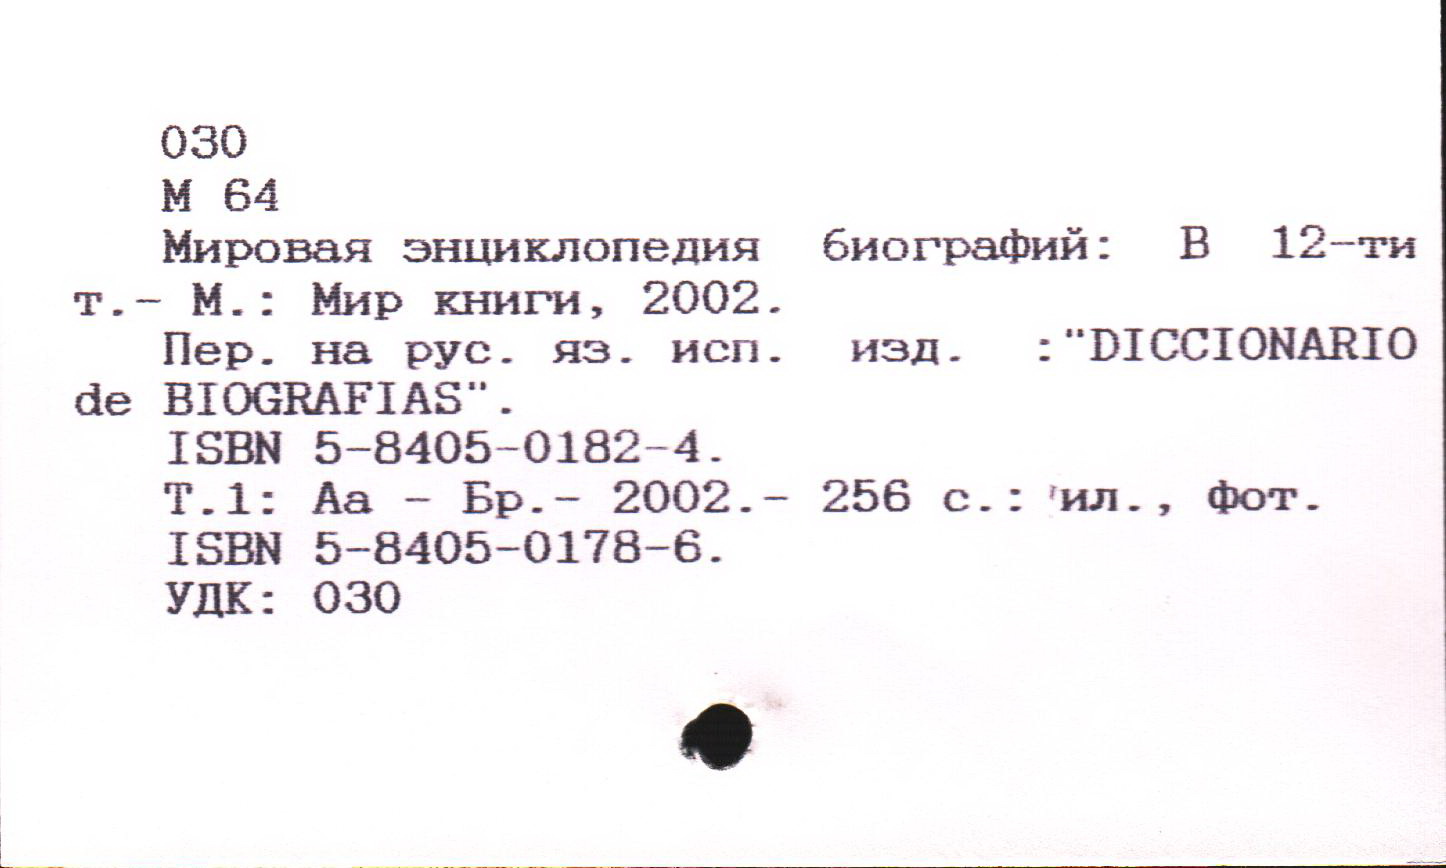 030
М 64
Мировая энциклопедия биографий: В 12-ти
т.- М.: Мир книги, 2002.
Пер. на рус. яз. исп. изд. :"DICCIONARIO
de BIOGRAFIAS".
ISBN 5-8405-0182-4.
Т.1: Аа - Бр.- 2002.- 256 с.: ил., фот.
ISBN 5-8405-0178-6.
УДК: 030